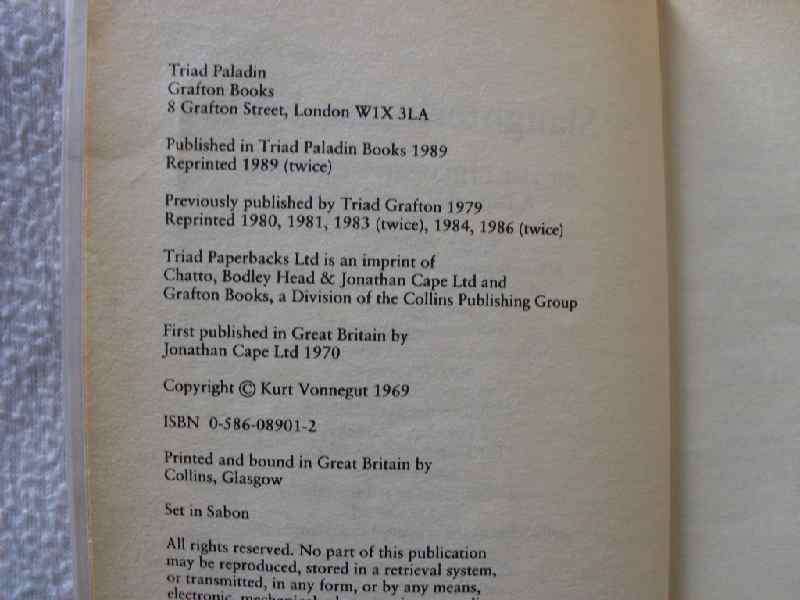 Triad Paladin
Grafton Books
8 Grafton Street, London W1X 3LA
Published in Triad Paladin Books 1989
Reprinted 1989 (twice)
Previously published by Triad Grafton 1979
Reprinted 1980, 1981, 1983 (twice), 1984, 1986 (twice)
Triad Paperbacks Ltd is an imprint of
Chatto, Bodley Head & Jonathan Cape Ltd and
Grafton Books, a Division of the Collins Publishing Group
First published in Great Britain by
Jonathan Cape Ltd 1970
Copyright © Kurt Vonnegut 1969
ISBN 0-586-08901-2
Printed and bound in Great Britain by
Collins, Glasgow
Set in Sabon
All rights reserved. No part of this publication
may be reproduced, stored in a retrieval system,
or transmitted, in any form, or by any means,
electronic, mechanical